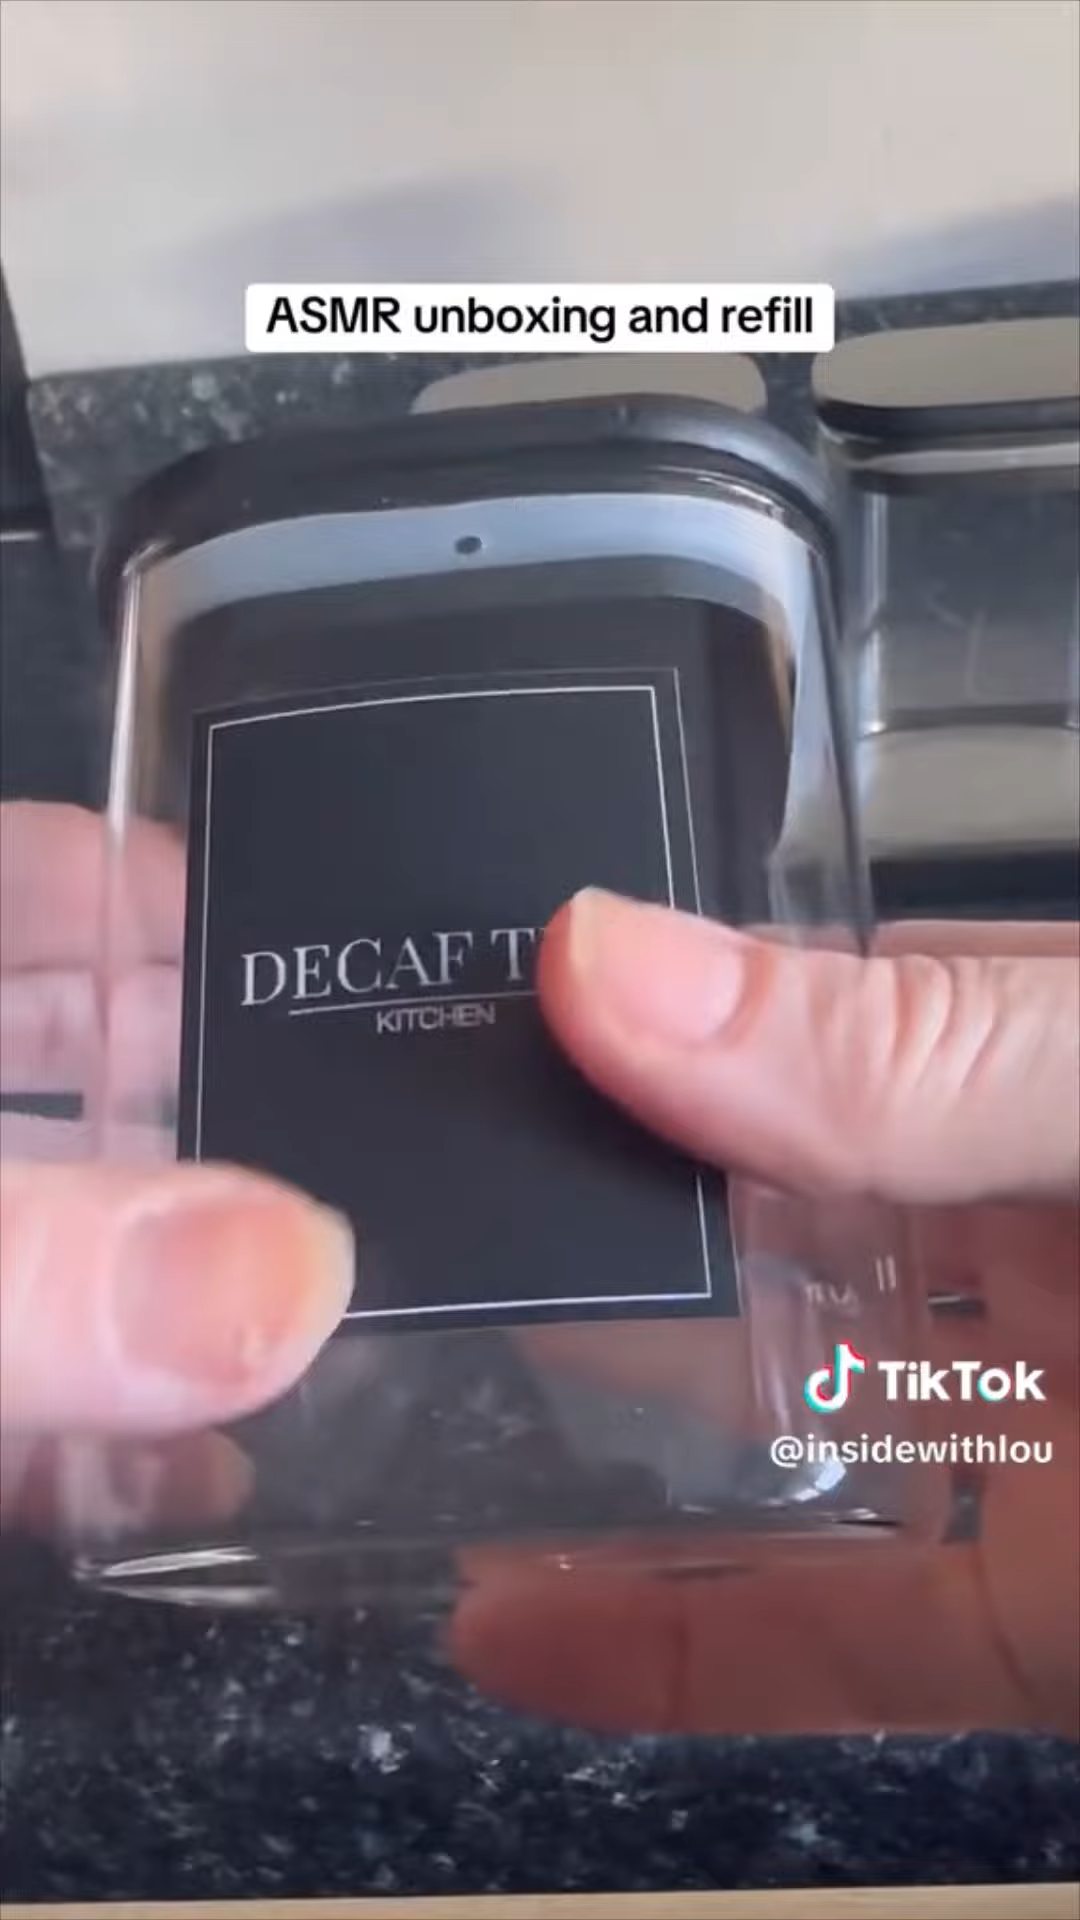 ASMR unboxing and refill
DECAF T
KITCHEN
TikTok
@insidewithlou